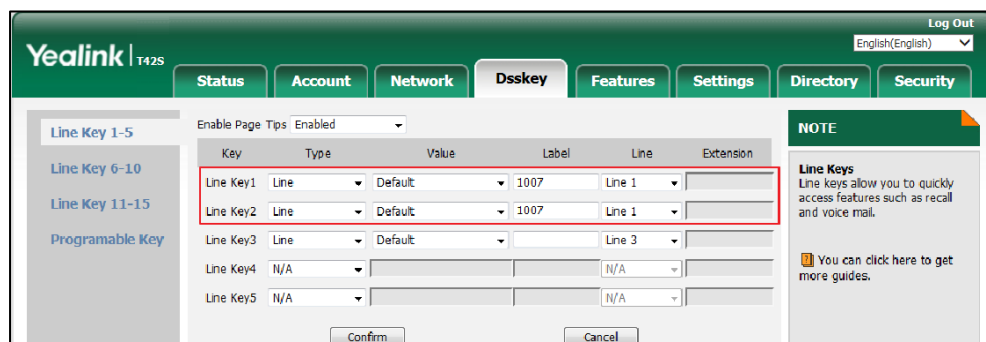 Log Out
Yealink T42S
English(English)
Status Account Network Dsskey Features Settings Directory Security
Line Key 1-5
Line Key 6-10
Line Key 11-15
Programable Key
Enable Page Tips Enabled
Key Type Value Label Line Extension
Line Key1 Line Default 1007 Line 1
Line Key2 Line Default 1007 Line 1
Line Key3 Line Default Line 3
Line Key4 N/A N/A
Line Key5 N/A N/A
Confirm Cancel
NOTE
Line Keys
Line keys allow you to quickly
access features such as recall
and voice mail.
? You can click here to get
more guides.